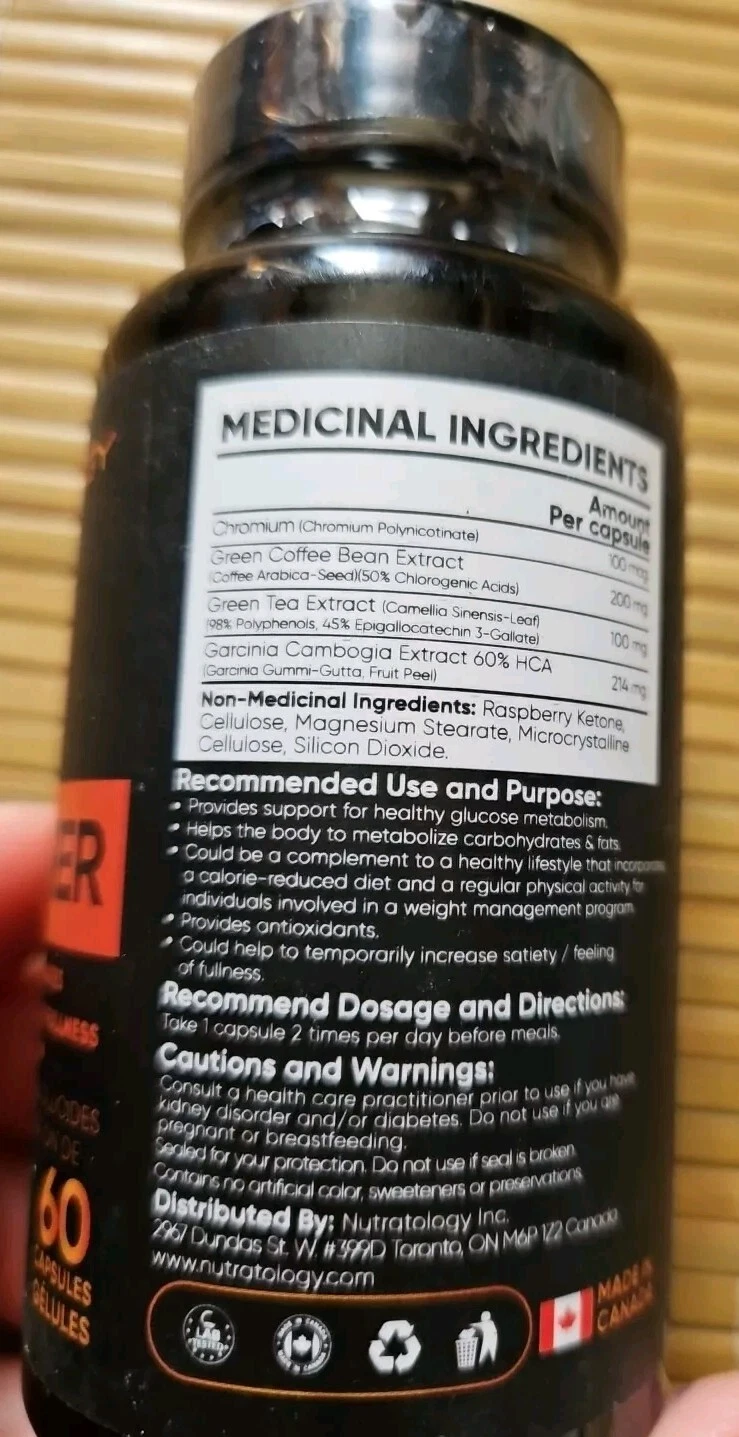 MEDICINAL INGREDIENTS
Amount
Per capsule
Chromium (Chromium Polynicotinate) 100 mcg
Green Coffee Bean Extract
(Coffee Arabica-Seed)(50% Chlorogenic Acids) 200 mg
Green Tea Extract (Camellia Sinensis-Leaf)
(98% Polyphenols, 45% Epigallocatechin 3-Gallate) 100 mg
Garcinia Cambogia Extract 60% HCA
(Garcinia Gummi-Gutta, Fruit Peel) 214 mg
Non-Medicinal Ingredients: Raspberry Ketone,
Cellulose, Magnesium Stearate, Microcrystalline
Cellulose, Silicon Dioxide.
Recommended Use and Purpose:
• Provides support for healthy glucose metabolism.
• Helps the body to metabolize carbohydrates & fats.
• Could be a complement to a healthy lifestyle that incorporates
a calorie-reduced diet and a regular physical activity for
individuals involved in a weight management program
• Provides antioxidants.
• Could help to temporarily increase satiety / feeling
of fullness.
Recommend Dosage and Directions:
Take 1 capsule 2 times per day before meals.
Cautions and Warnings:
Consult a health care practitioner prior to use if you have
kidney disorder and/or diabetes. Do not use if you are
pregnant or breastfeeding.
Sealed for your protection. Do not use if seal is broken.
Contains no artificial color, sweeteners or preservations.
Distributed By: Nutratology Inc.
2967 Dundas St. W. #399D Toronto, ON M6P 1Z2 Canada
www.nutratology.com
LAB
TESTED
MADE IN
CANADA
ER
60
CAPSULES
GÉLULES